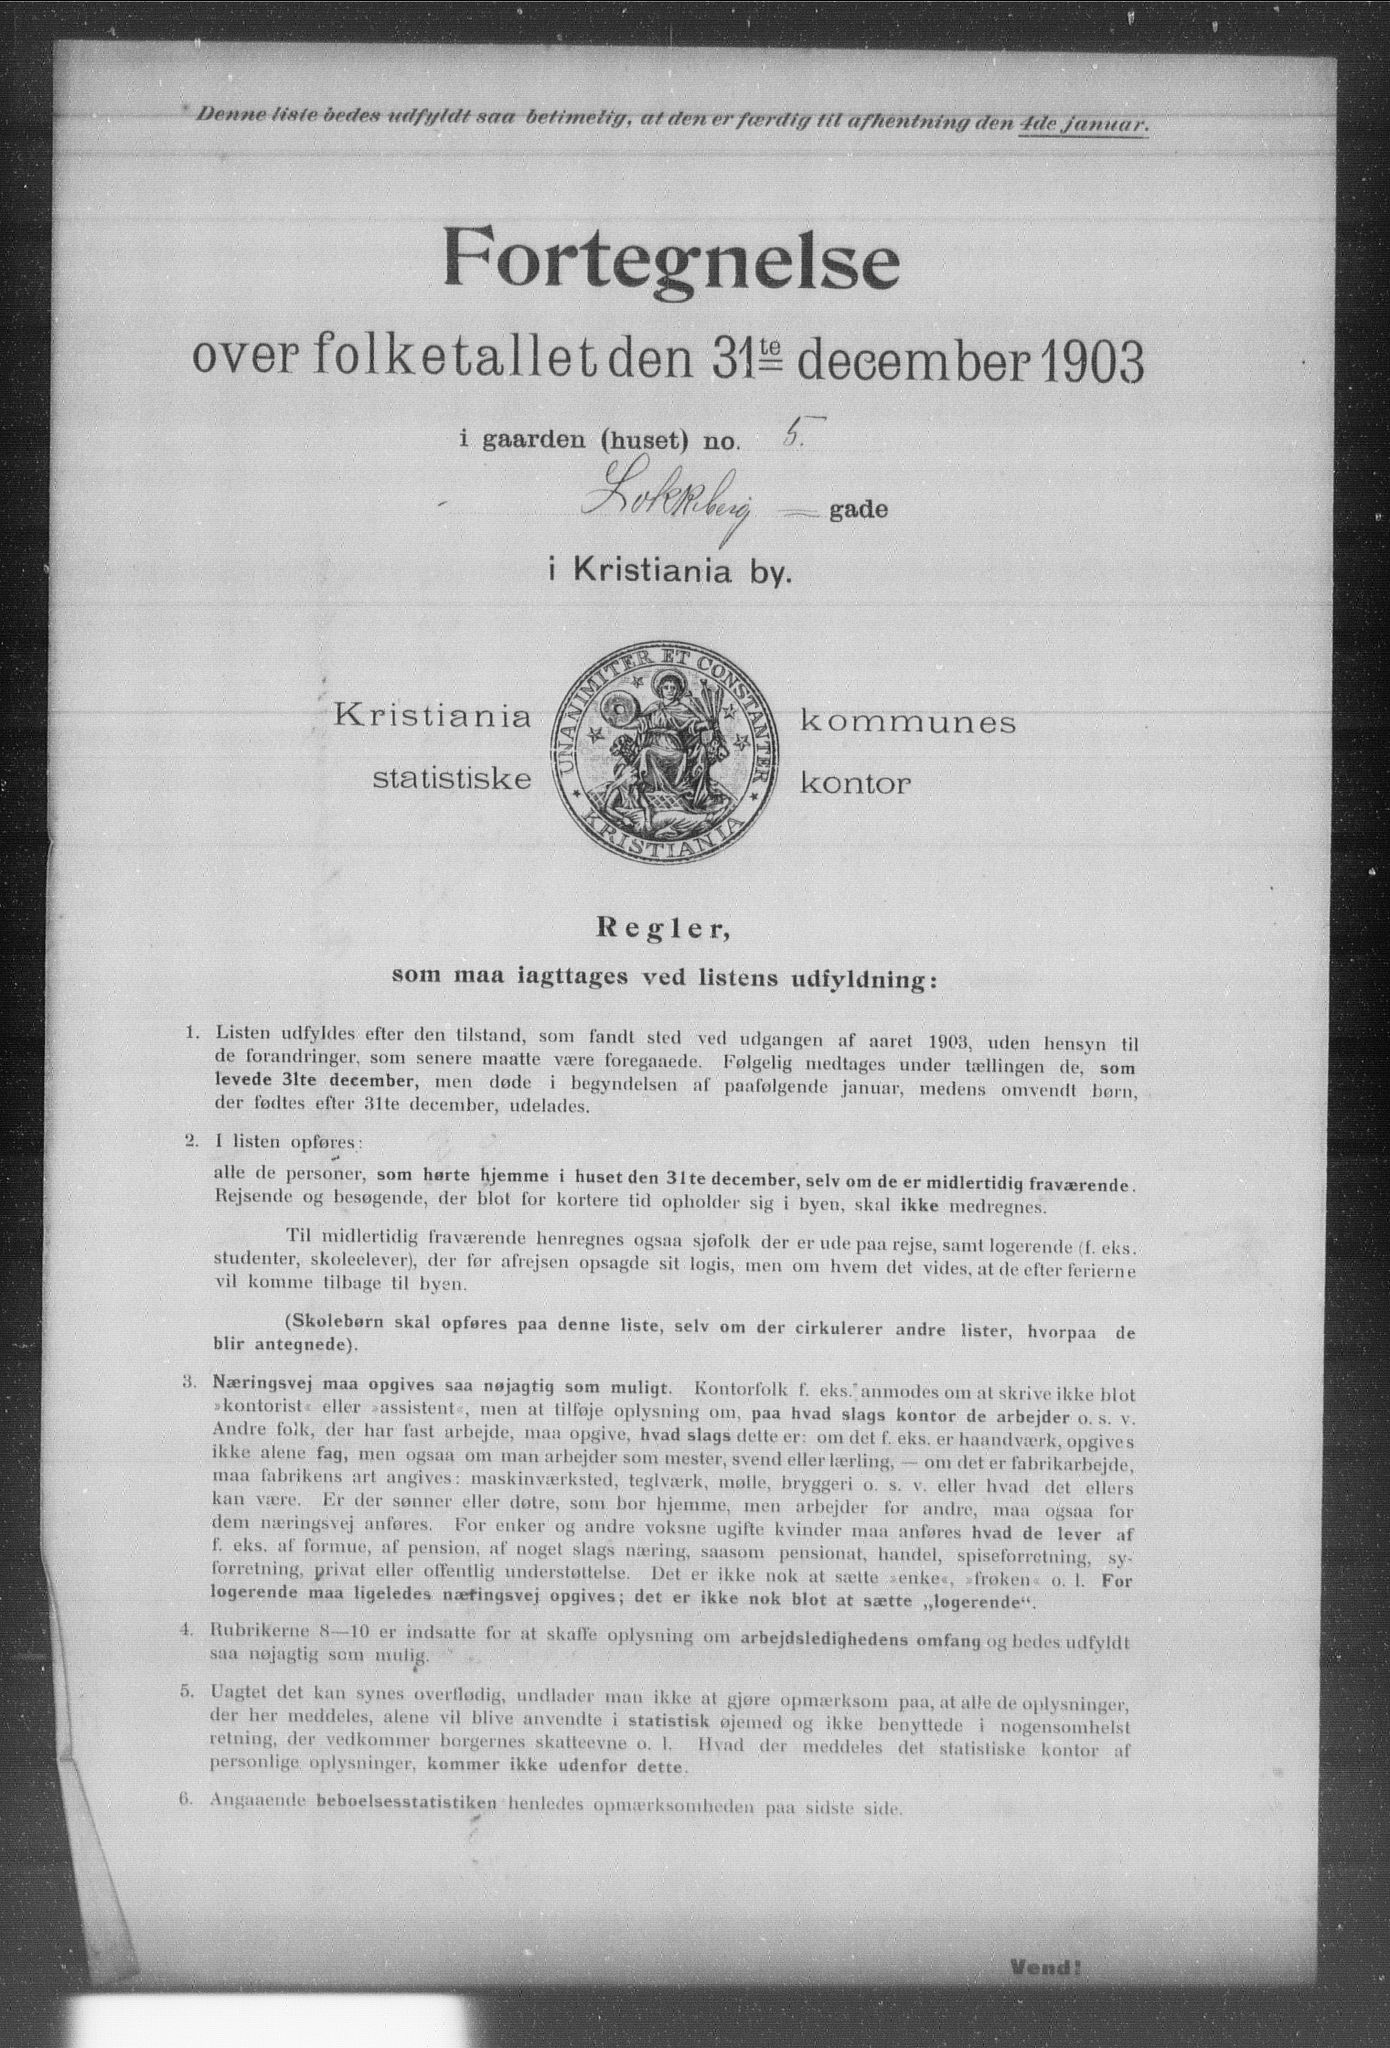 Denne liste bedes udfyldt saa betimelig, at den er færdig til afhentning den 4de januar.
Fortegnelse
over folketallet den 31te december 1903
i gaarden (huset) no. 5.
Lokkeberg gade
i Kristiania by.
Kristiania kommunes
statistiske kontor
UNANIMITER ET CONSTANTER
KRISTIANIA
Regler,
som maa iagttages ved listens udfyldning:
1. Listen udfyldes efter den tilstand, som fandt sted ved udgangen af aaret 1903, uden hensyn til
de forandringer, som senere maatte være foregaaede. Følgelig medtages under tællingen de, som
levede 31te december, men døde i begyndelsen af paafølgende januar, medens omvendt børn,
der fødtes efter 31te december, udelades.
2. I listen opføres:
alle de personer, som hørte hjemme i huset den 31te december, selv om de er midlertidig fraværende.
Rejsende og besøgende, der blot for kortere tid opholder sig i byen, skal ikke medregnes.
Til midlertidig fraværende henregnes ogsaa sjøfolk der er ude paa rejse, samt logerende (f. eks.
studenter, skoleelever), der før afrejsen opsagde sit logis, men om hvem det vides, at de efter ferierne
vil komme tilbage til byen.
(Skolebørn skal opføres paa denne liste, selv om der cirkulerer andre lister, hvorpaa de
blir antegnede).
3. Næringsvej maa opgives saa nøjagtig som muligt. Kontorfolk f. eks. anmodes om at skrive ikke blot
»kontorist« eller »assistent«, men at tilføje oplysning om, paa hvad slags kontor de arbejder o. s. v.
Andre folk, der har fast arbejde, maa opgive, hvad slags dette er: om det f. eks. er haandværk, opgives
ikke alene fag, men ogsaa om man arbejder som mester, svend eller lærling, — om det er fabrikarbejde,
maa fabrikens art angives: maskinværksted, teglværk, mølle, bryggeri o. s. v. eller hvad det ellers
kan være. Er der sønner eller døtre, som bor hjemme, men arbejder for andre, maa ogsaa for
dem næringsvej anføres. For enker og andre voksne ugifte kvinder maa anføres hvad de lever af
f. eks. af formue, af pension, af noget slags næring, saasom pensionat, handel, spiseforretning, sy-
forretning, privat eller offentlig understøttelse. Det er ikke nok at sætte »enke«, »frøken« o. l. For
logerende maa ligeledes næringsvej opgives; det er ikke nok blot at sætte „logerende“.
4. Rubrikerne 8—10 er indsatte for at skaffe oplysning om arbejdsledighedens omfang og bedes udfyldt
saa nøjagtig som mulig.
5. Uagtet det kan synes overflødig, undlader man ikke at gjøre opmærksom paa, at alle de oplysninger,
der her meddeles, alene vil blive anvendte i statistisk øjemed og ikke benyttede i nogensomhelst
retning, der vedkommer borgernes skatteevne o. l. Hvad der meddeles det statistiske kontor af
personlige oplysninger, kommer ikke udenfor dette.
6. Angaaende beboelsesstatistiken henledes opmærksomheden paa sidste side.
Vend!